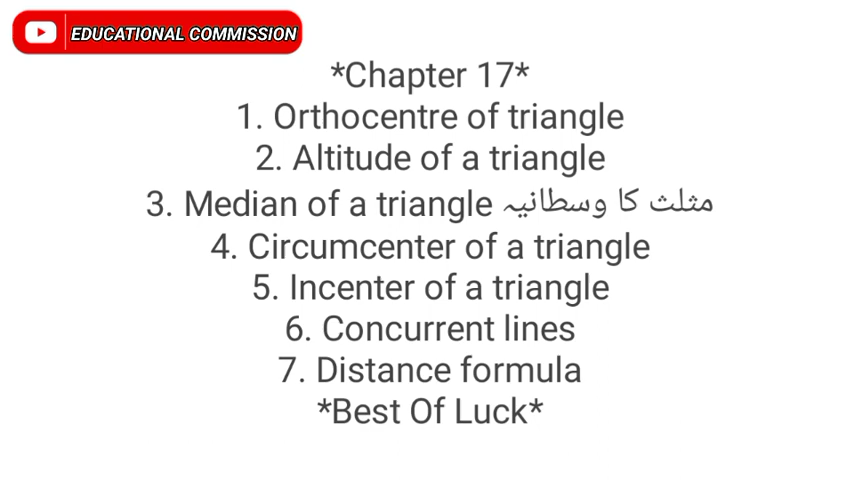 EDUCATIONAL COMMISSION
*Chapter 17*
1. Orthocentre of triangle
2. Altitude of a triangle
3. Median of a triangle مثلث کا وسطانیہ
4. Circumcenter of a triangle
5. Incenter of a triangle
6. Concurrent lines
7. Distance formula
*Best Of Luck*